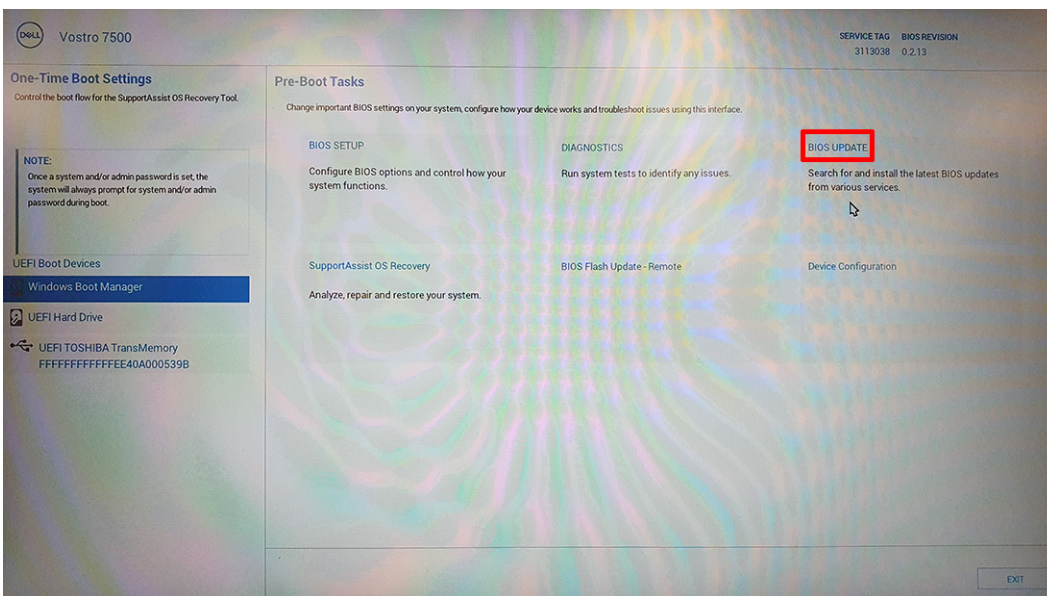 DELL
Vostro 7500
SERVICE TAG BIOS REVISION
3113038 0.2.13
One-Time Boot Settings
Control the boot flow for the SupportAssist OS Recovery Tool.
NOTE:
Once a system and/or admin password is set, the
system will always prompt for system and/or admin
password during boot.
UEFI Boot Devices
Windows Boot Manager
UEFI Hard Drive
UEFI TOSHIBA TransMemory
FFFFFFFFFFFFEE40A000539B
Pre-Boot Tasks
Change important BIOS settings on your system, configure how your device works and troubleshoot issues using this interface.
BIOS SETUP
Configure BIOS options and control how your
system functions.
DIAGNOSTICS
Run system tests to identify any issues.
BIOS UPDATE
Search for and install the latest BIOS updates
from various services.
SupportAssist OS Recovery
Analyze, repair and restore your system.
BIOS Flash Update - Remote
Device Configuration
EXIT